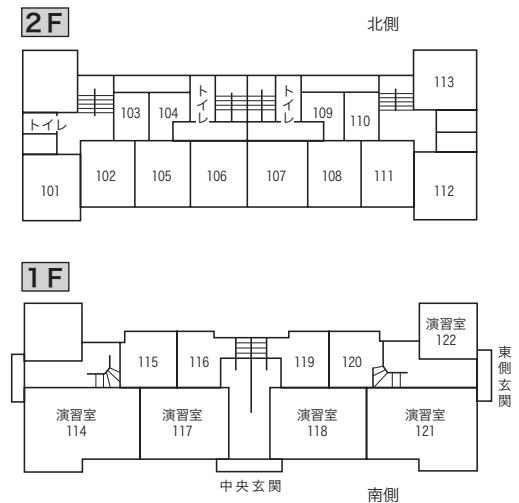 2F
北側
113
トイレ
トイレ
103
104
109
110
トイレ
101
102
105
106
107
108
111
112
1F
演習室
122
東側玄関
115
116
119
120
演習室
114
演習室
117
演習室
118
演習室
121
中央玄関
南側